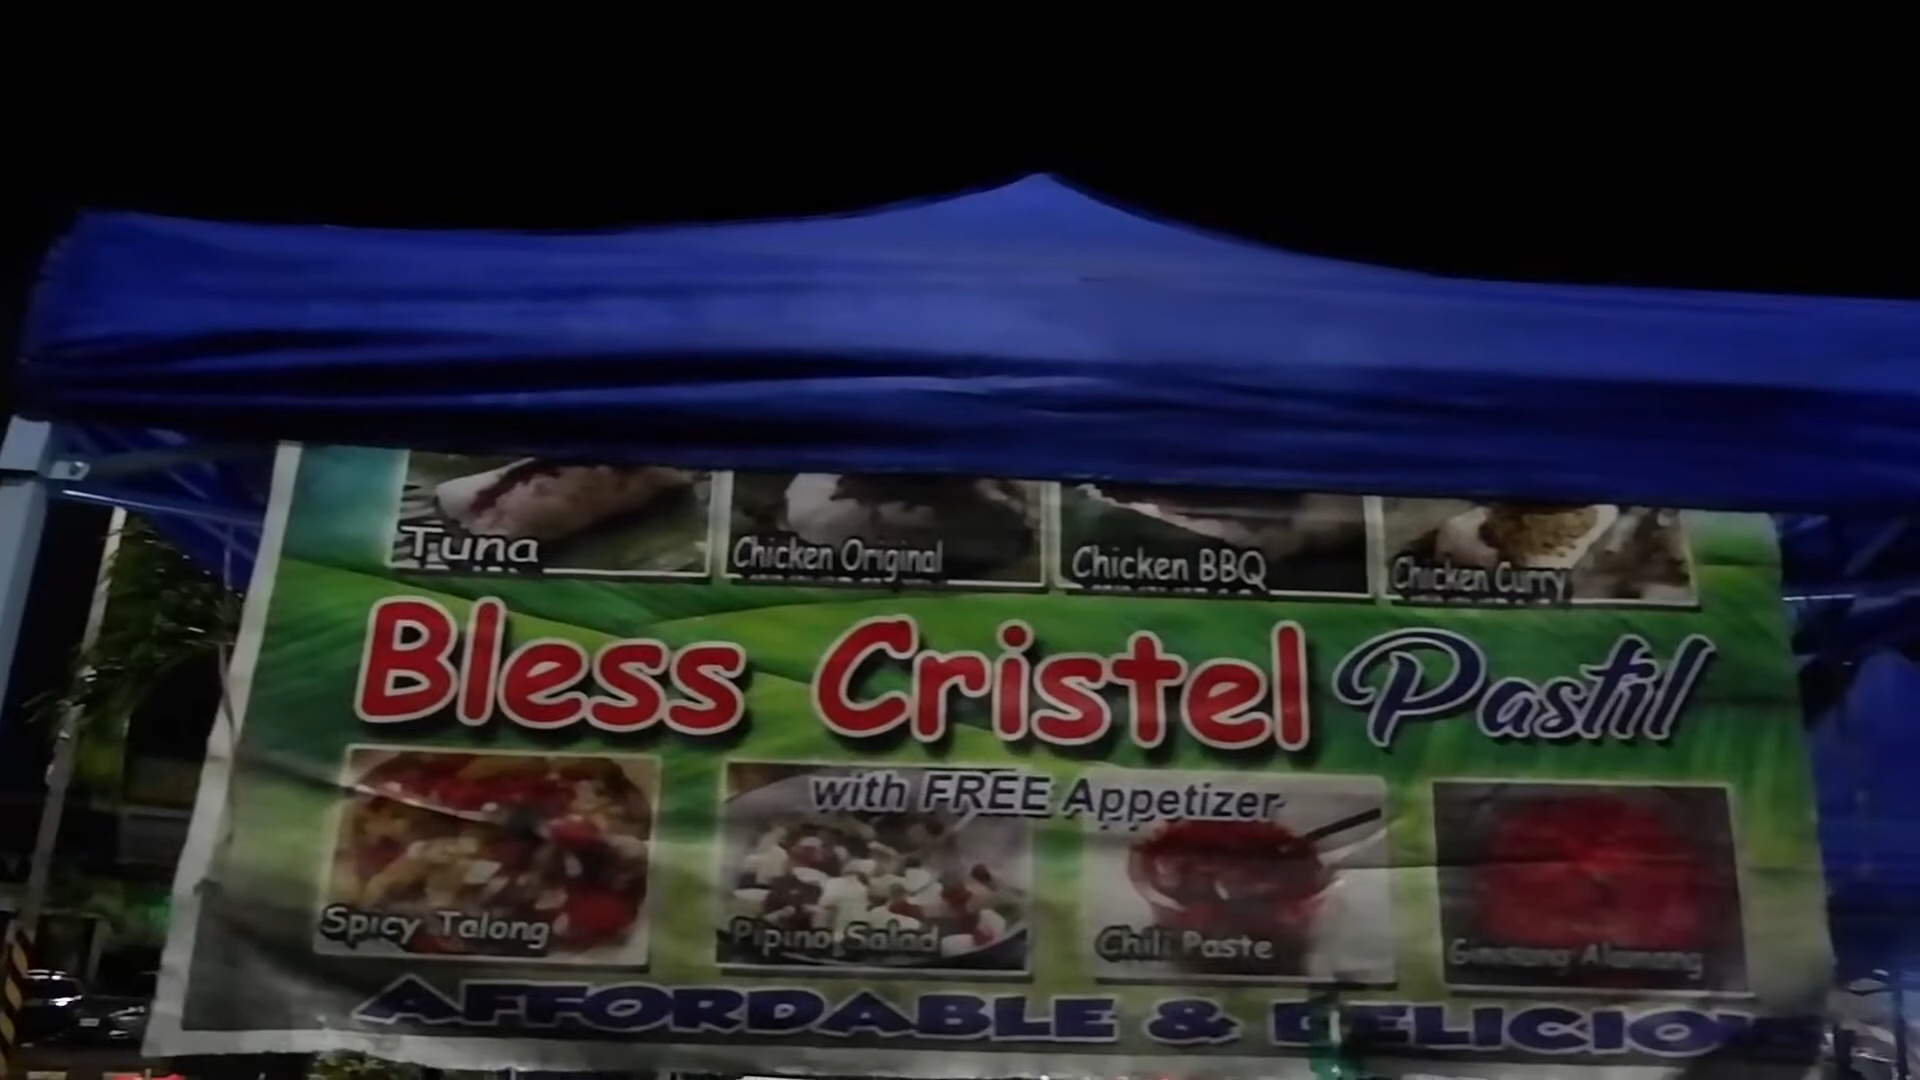 Tuna
Chicken Original
Chicken BBQ
Chicken Curry
Bless Cristel Pastil
with FREE Appetizer
Spicy Talong
Pipino Salad
Chili Paste
Ginisang Alamang
AFFORDABLE & DELICIOUS